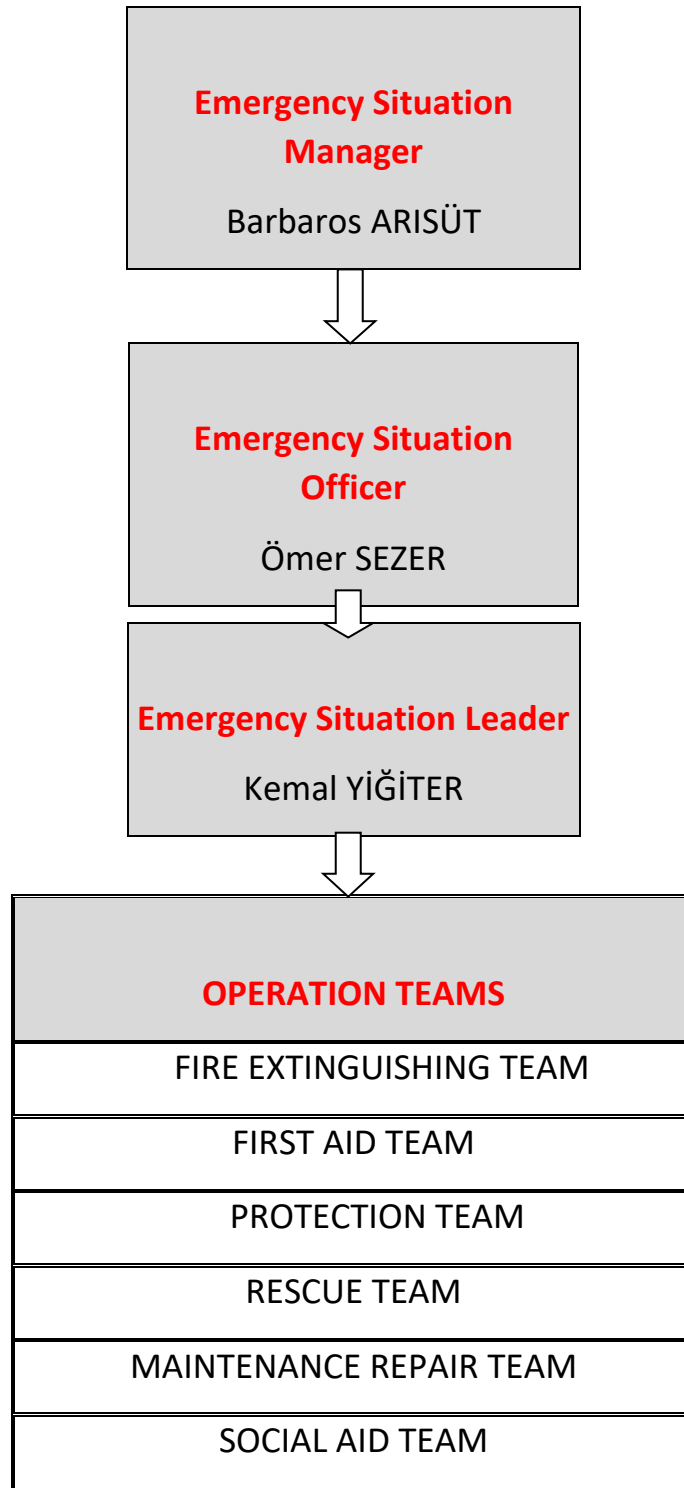 Emergency Situation
Manager
Barbaros ARISÜT
Emergency Situation
Officer
Ömer SEZER
Emergency Situation Leader
Kemal YİĞİTER
OPERATION TEAMS
FIRE EXTINGUISHING TEAM
FIRST AID TEAM
PROTECTION TEAM
RESCUE TEAM
MAINTENANCE REPAIR TEAM
SOCIAL AID TEAM